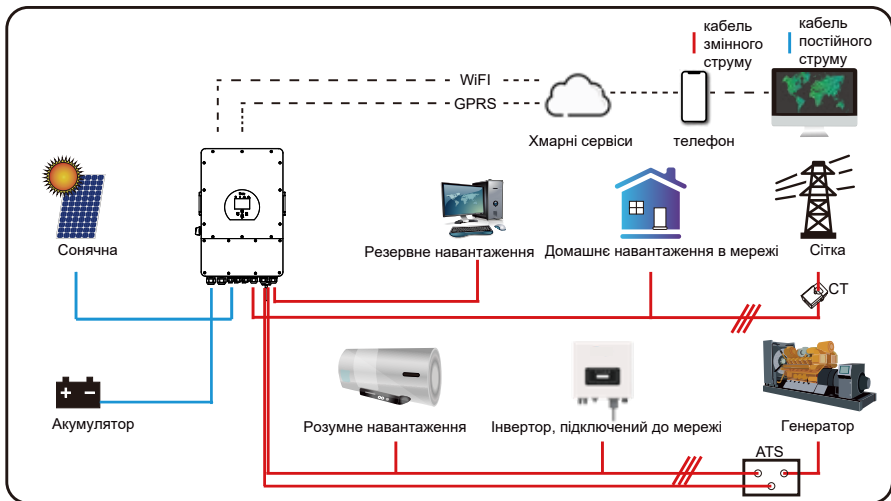 кабель
змінного
струму
кабель
постійного
струму
WiFI
GPRS
Хмарні сервіси
телефон
Сонячна
Резервне навантаження
Домашнє навантаження в мережі
Сітка
CT
Акумулятор
Розумне навантаження
Інвертор, підключений до мережі
Генератор
ATS